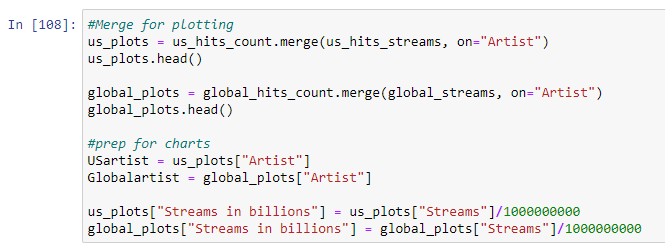 In [108]: #Merge for plotting
us_plots = us_hits_count.merge(us_hits_streams, on="Artist")
us_plots.head()
global_plots = global_hits_count.merge(global_streams, on="Artist")
global_plots.head()
#prep for charts
USartist = us_plots["Artist"]
Globalartist = global_plots["Artist"]
us_plots["Streams in billions"] = us_plots["Streams"]/1000000000
global_plots["Streams in billions"] = global_plots["Streams"]/1000000000